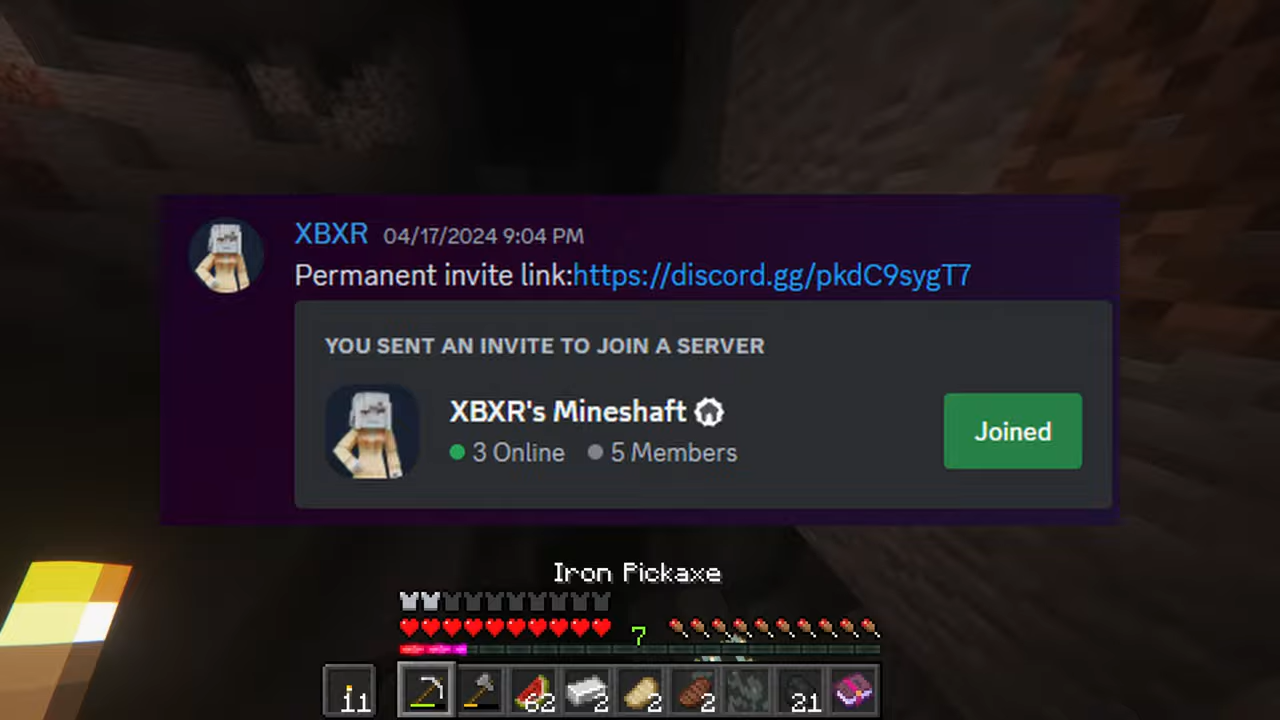 XBXR 04/17/2024 9:04 PM
Permanent invite link:https://discord.gg/pkdC9sygT7
YOU SENT AN INVITE TO JOIN A SERVER
XBXR's Mineshaft
3 Online 5 Members
Joined
Iron Pickaxe
7
11 62 2 2 2 21